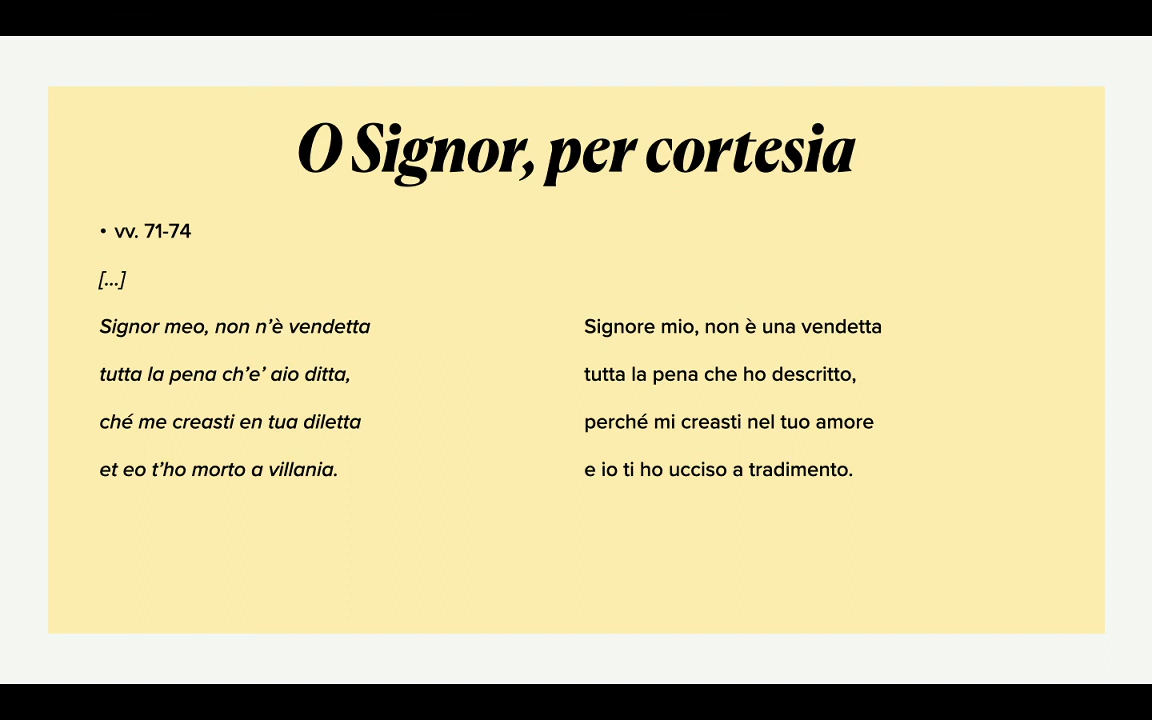 O Signor, per cortesia
• vv. 71-74
[...]
Signor meo, non n’è vendetta
tutta la pena ch’e’ aio ditta,
ché me creasti en tua diletta
et eo t’ho morto a villania.
Signore mio, non è una vendetta
tutta la pena che ho descritto,
perché mi creasti nel tuo amore
e io ti ho ucciso a tradimento.